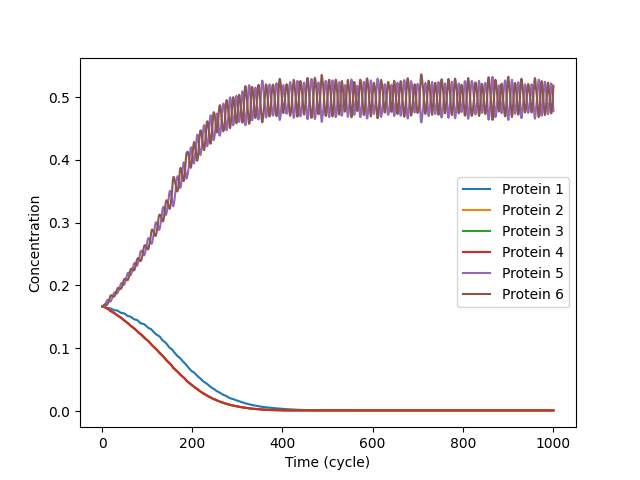 0.5
0.4
0.3
0.2
0.1
0.0
Concentration
0
200
400
600
800
1000
Time (cycle)
Protein 1
Protein 2
Protein 3
Protein 4
Protein 5
Protein 6